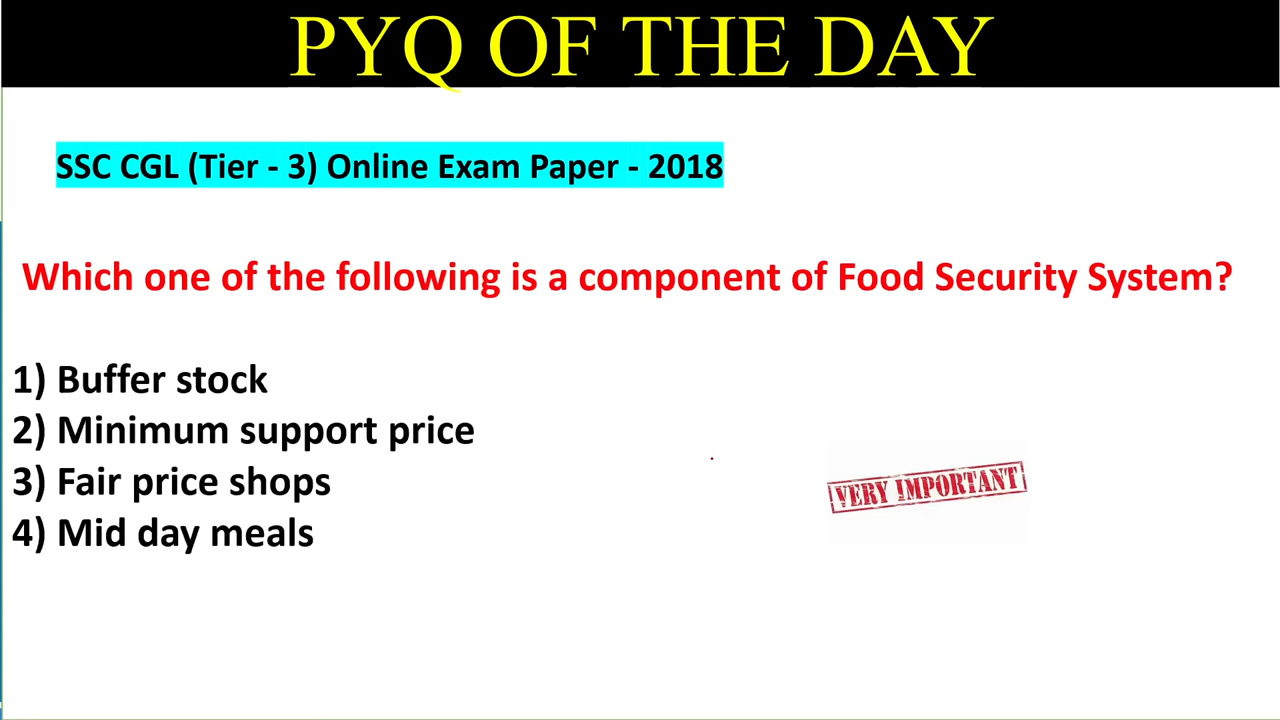 PYQ OF THE DAY
SSC CGL (Tier - 3) Online Exam Paper - 2018
Which one of the following is a component of Food Security System?
1) Buffer stock
2) Minimum support price
3) Fair price shops
4) Mid day meals
VERY IMPORTANT